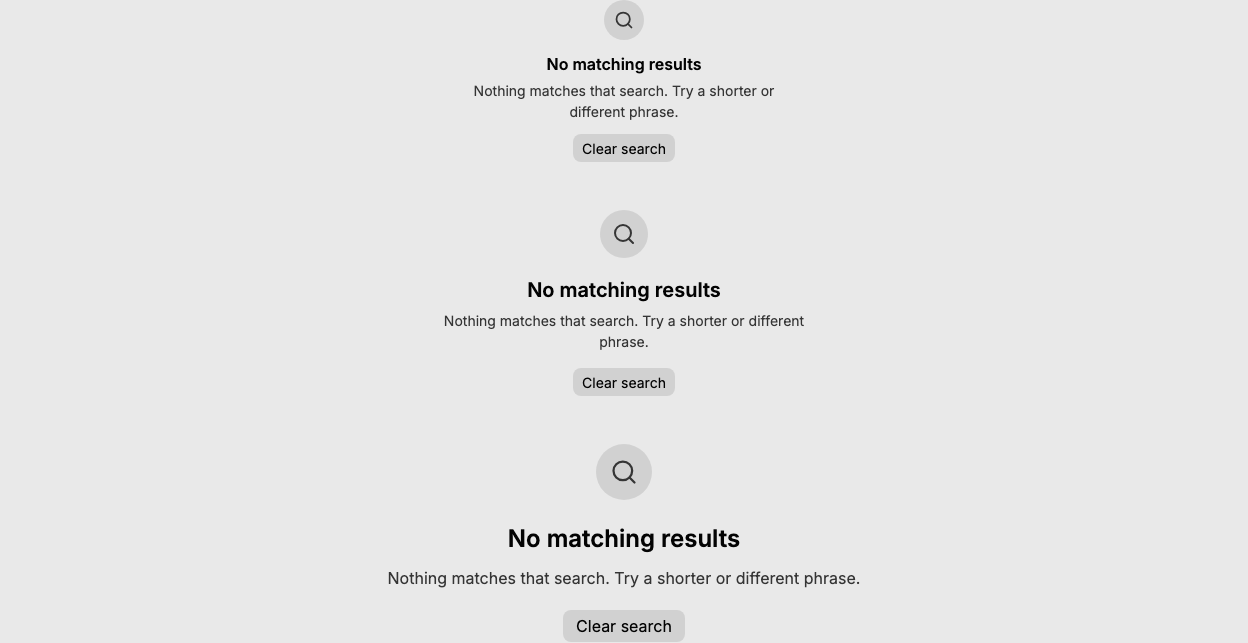 No matching results
Nothing matches that search. Try a shorter or
different phrase.
Clear search
No matching results
Nothing matches that search. Try a shorter or different
phrase.
Clear search
No matching results
Nothing matches that search. Try a shorter or different phrase.
Clear search